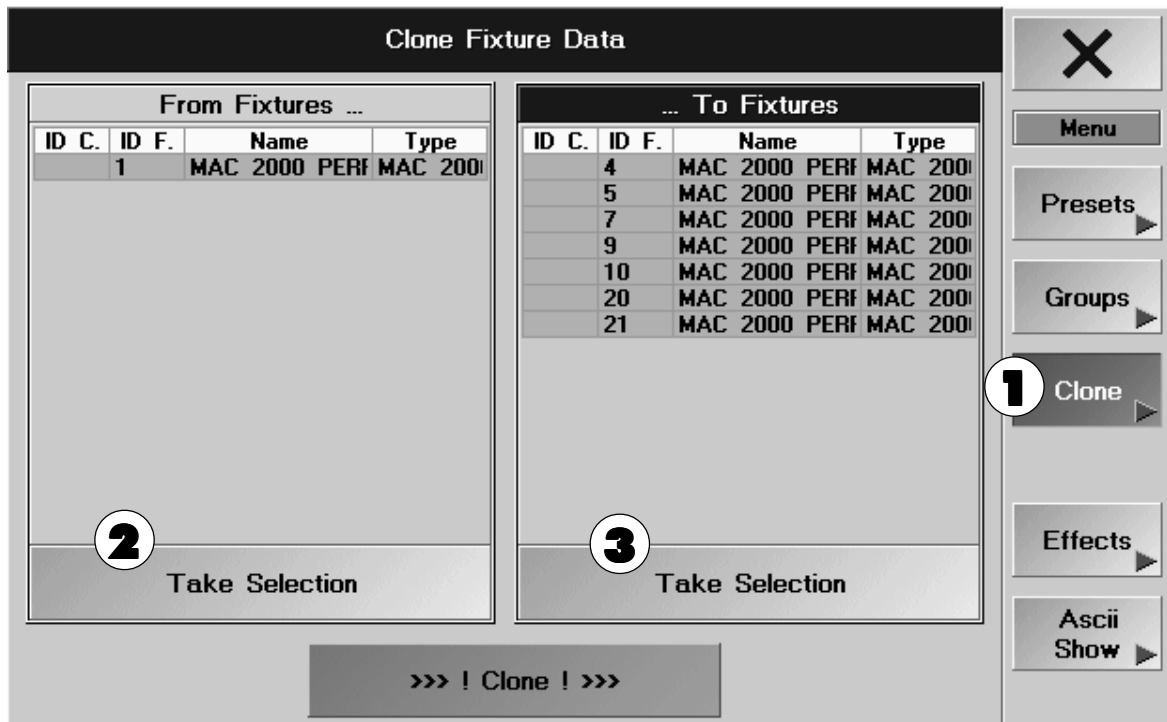 Clone Fixture Data
From Fixtures ...
ID C. ID F. Name Type
1 MAC 2000 PERF MAC 200
2
Take Selection
... To Fixtures
ID C. ID F. Name Type
4 MAC 2000 PERF MAC 200
5 MAC 2000 PERF MAC 200
7 MAC 2000 PERF MAC 200
9 MAC 2000 PERF MAC 200
10 MAC 2000 PERF MAC 200
20 MAC 2000 PERF MAC 200
21 MAC 2000 PERF MAC 200
3
Take Selection
>>> ! Clone ! >>>
Menu
Presets
Groups
1
Clone
Effects
Ascii
Show